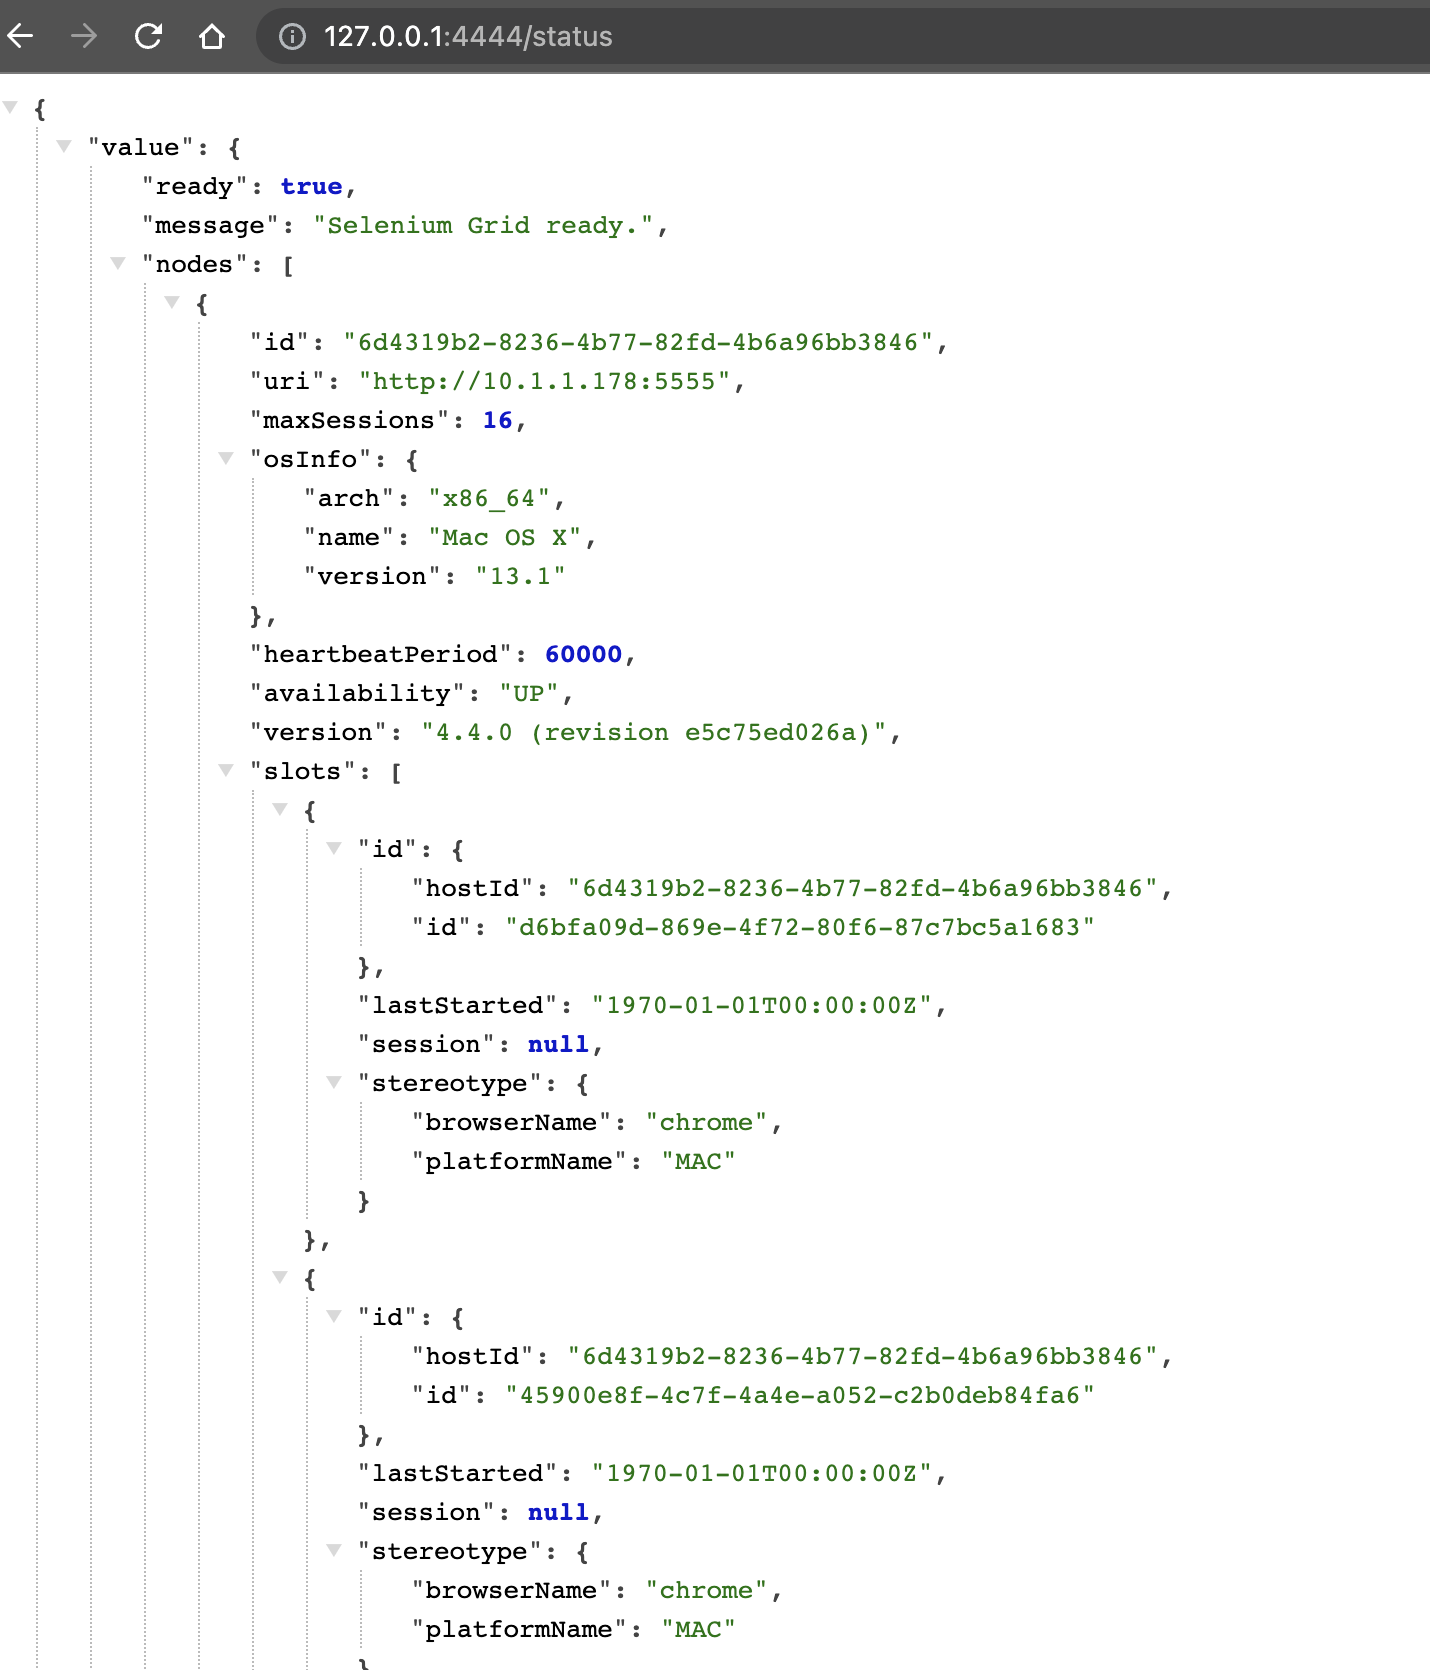 127.0.0.1:4444/status
{
"value": {
"ready": true,
"message": "Selenium Grid ready.",
"nodes": [
{
"id": "6d4319b2-8236-4b77-82fd-4b6a96bb3846",
"uri": "http://10.1.1.178:5555",
"maxSessions": 16,
"osInfo": {
"arch": "x86_64",
"name": "Mac OS X",
"version": "13.1"
},
"heartbeatPeriod": 60000,
"availability": "UP",
"version": "4.4.0 (revision e5c75ed026a)",
"slots": [
{
"id": {
"hostId": "6d4319b2-8236-4b77-82fd-4b6a96bb3846",
"id": "d6bfa09d-869e-4f72-80f6-87c7bc5a1683"
},
"lastStarted": "1970-01-01T00:00:00Z",
"session": null,
"stereotype": {
"browserName": "chrome",
"platformName": "MAC"
}
},
{
"id": {
"hostId": "6d4319b2-8236-4b77-82fd-4b6a96bb3846",
"id": "45900e8f-4c7f-4a4e-a052-c2b0deb84fa6"
},
"lastStarted": "1970-01-01T00:00:00Z",
"session": null,
"stereotype": {
"browserName": "chrome",
"platformName": "MAC"
}